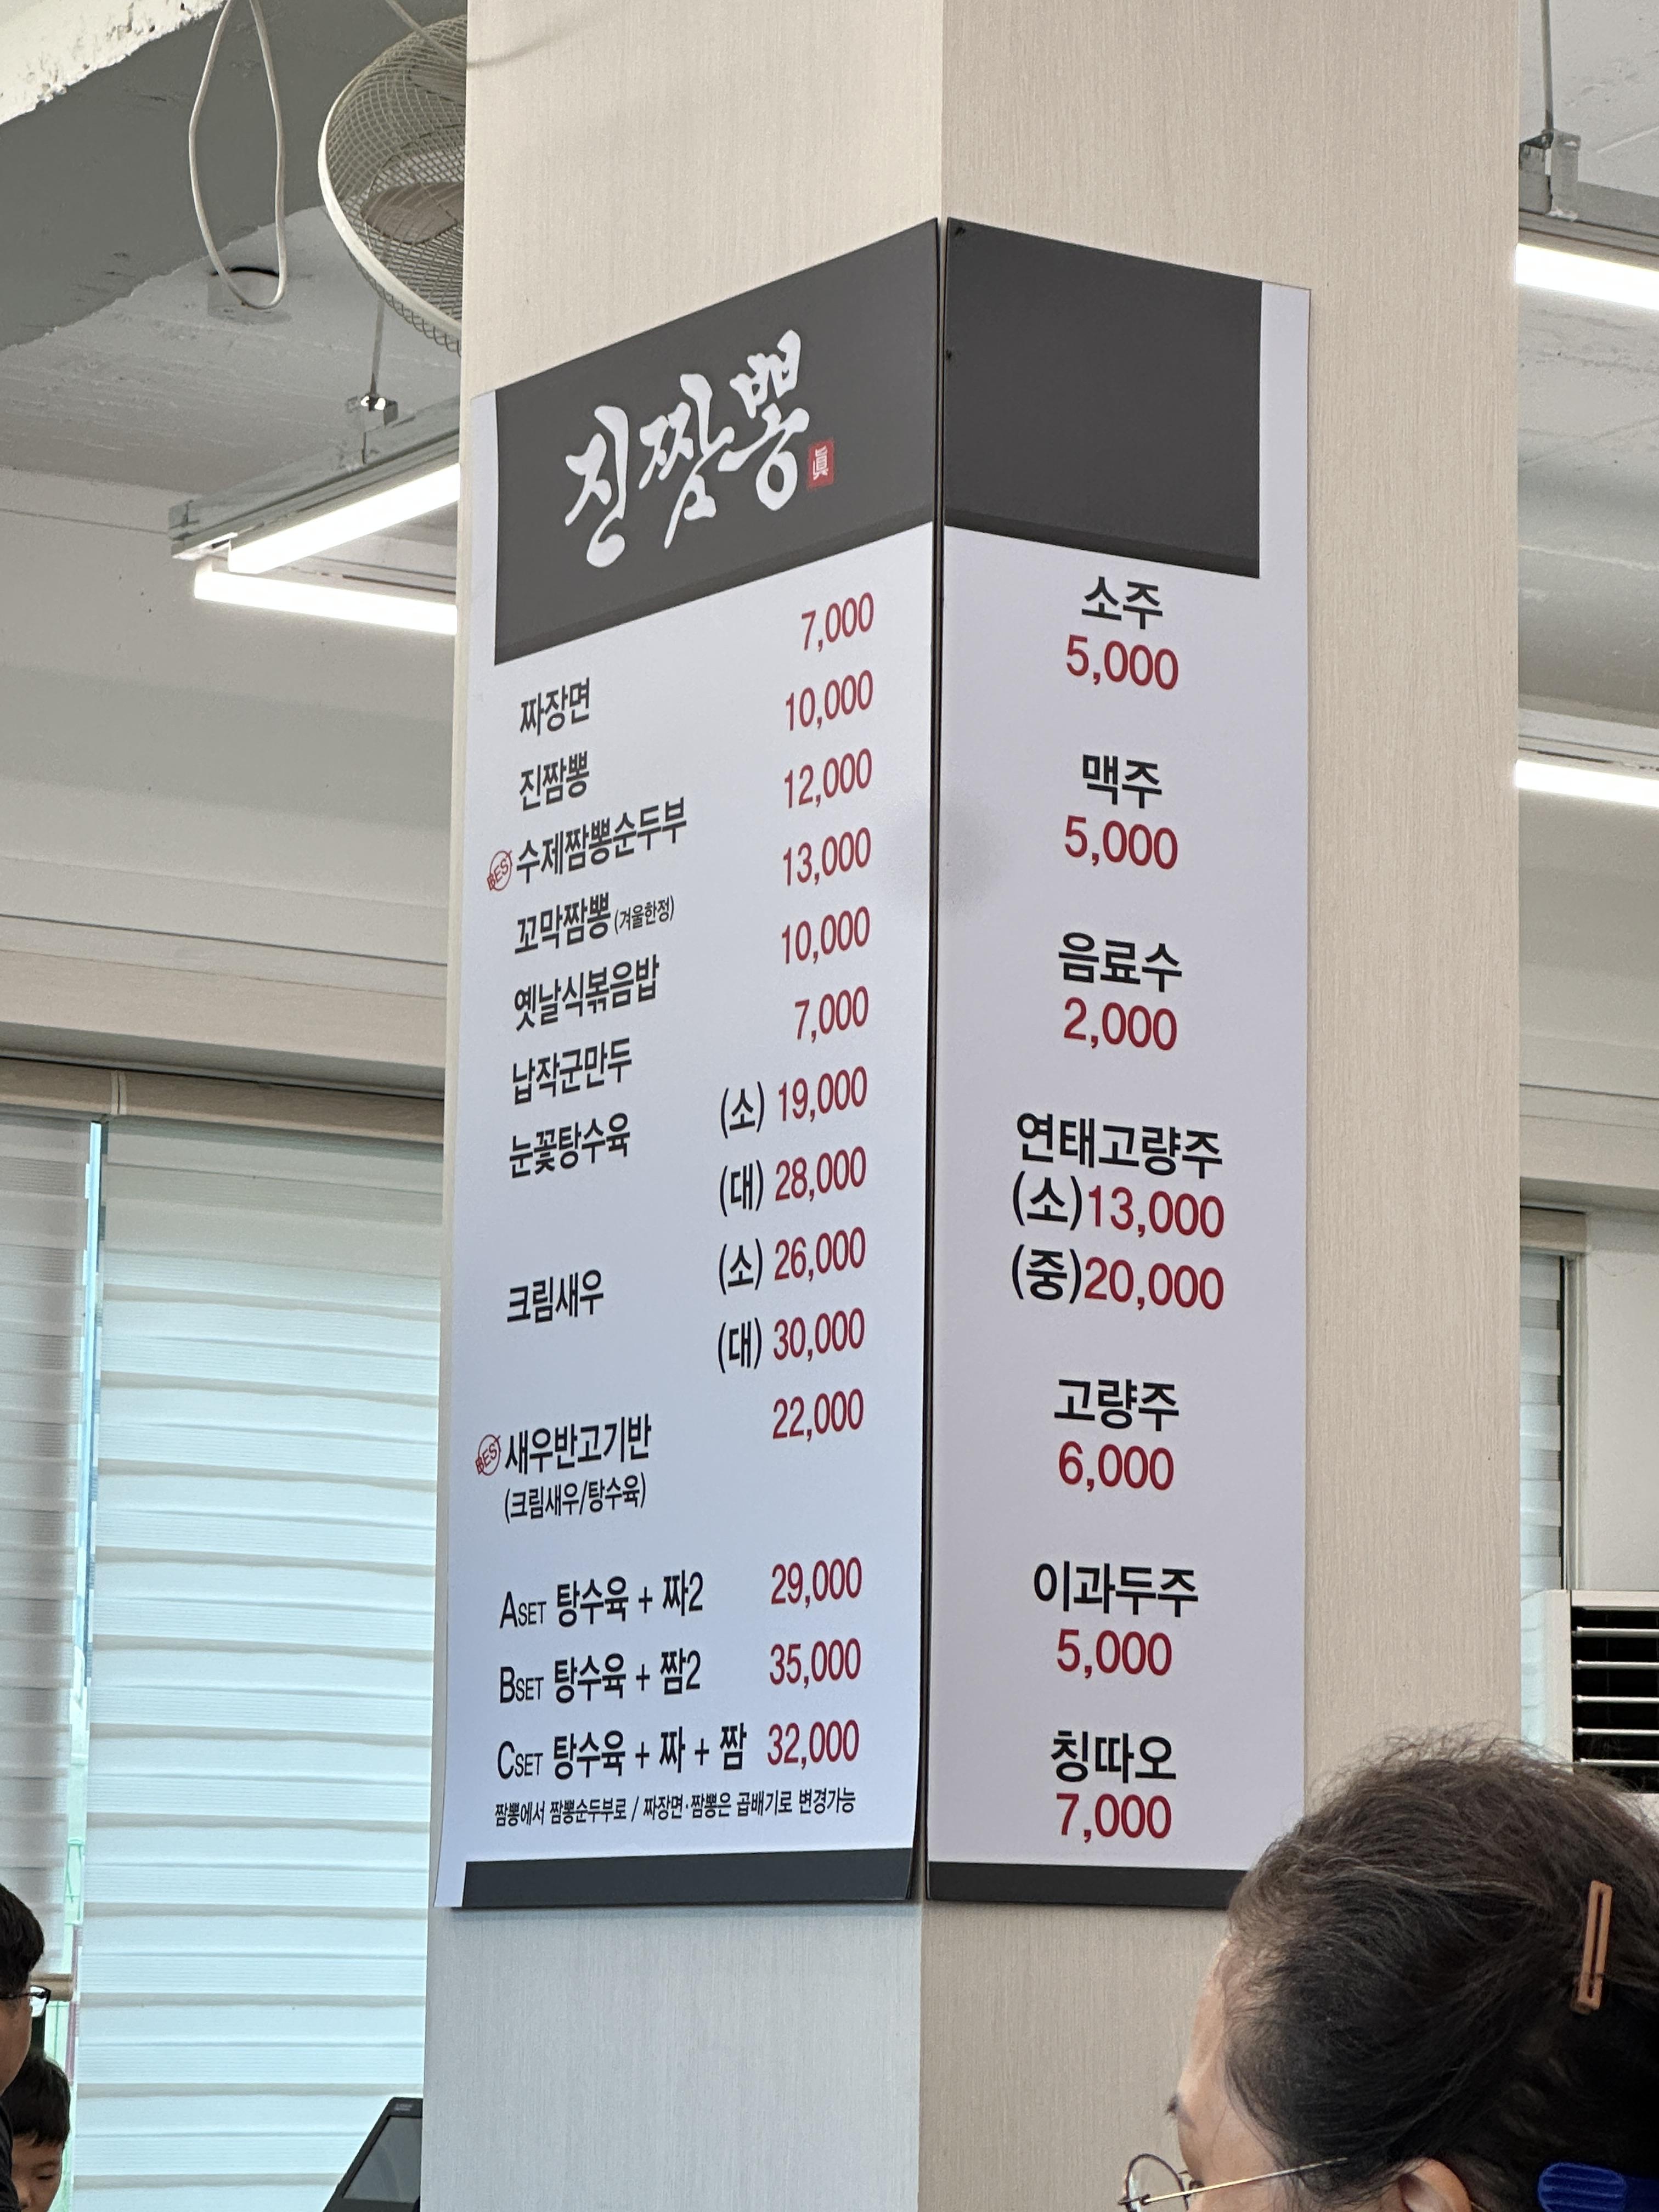 진짬뽕
眞
짜장면 7,000
진짬뽕 10,000
BEST 수제짬뽕순두부 12,000
꼬막짬뽕 (겨울한정) 13,000
옛날식볶음밥 10,000
납작군만두 7,000
눈꽃탕수육 (소) 19,000
(대) 28,000
크림새우 (소) 26,000
(대) 30,000
BEST 새우반고기반 22,000
(크림새우/탕수육)
ASET 탕수육 + 짜2 29,000
BSET 탕수육 + 짬2 35,000
CSET 탕수육 + 짜 + 짬 32,000
짬뽕에서 짬뽕순두부로 / 짜장면·짬뽕은 곱배기로 변경가능
소주
5,000
맥주
5,000
음료수
2,000
연태고량주
(소)13,000
(중)20,000
고량주
6,000
이과두주
5,000
칭따오
7,000